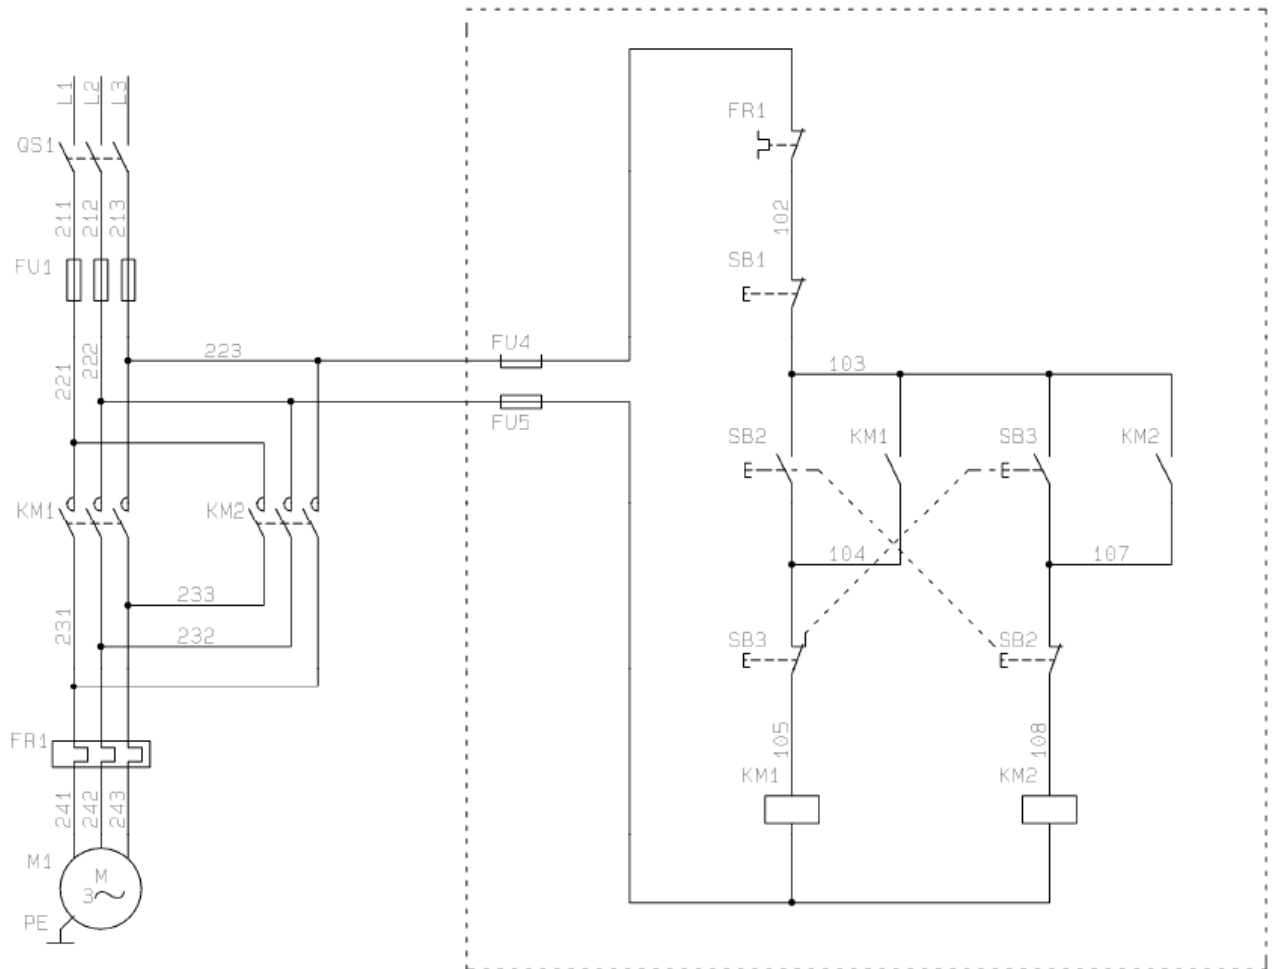 L1 L2 L3
QS1
211 212 213
FU1
223
221 222
KM1 KM2
233
232
231
FR1
241 242 243
M1
M
3
PE
FU4
FU5
FR1
102
SB1
103
SB2 KM1 SB3 KM2
104 107
SB3 SB2
105 108
KM1 KM2